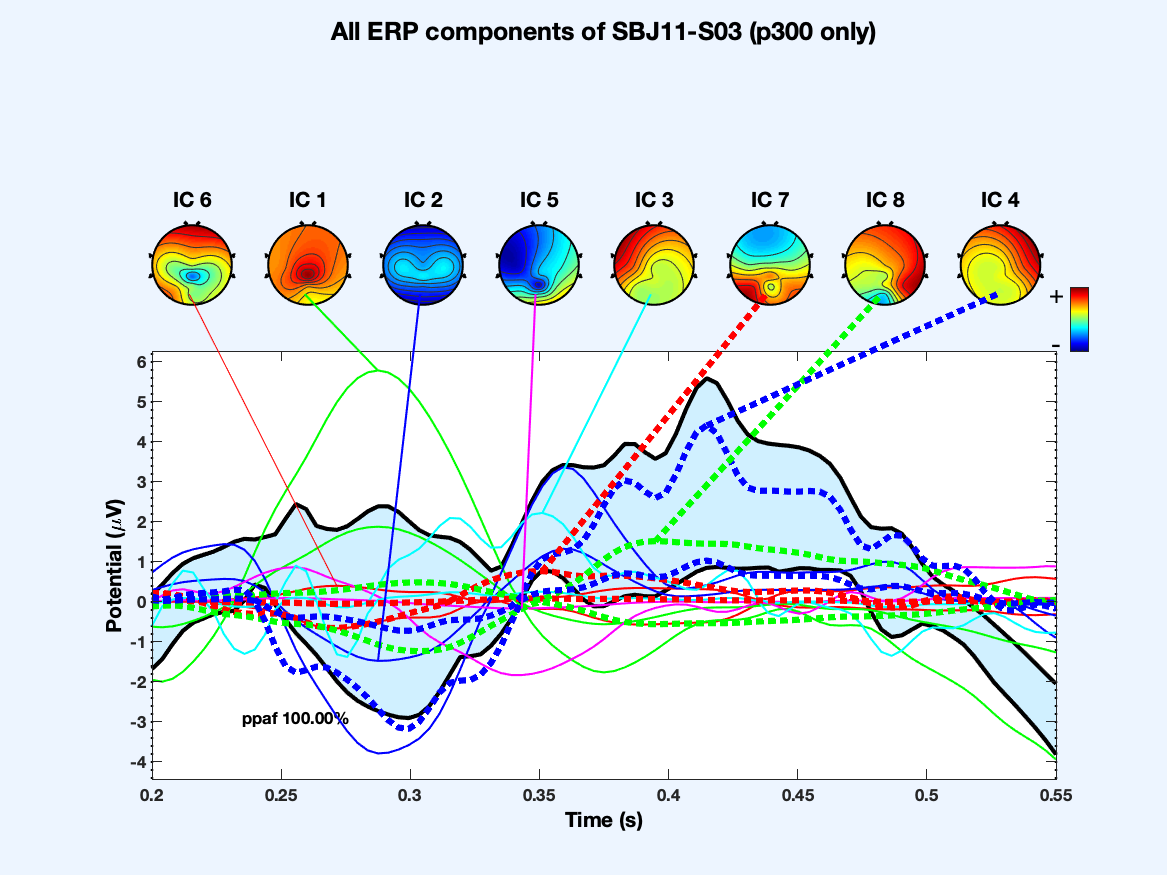 All ERP components of SBJ11-S03 (p300 only)
IC 6 IC 1 IC 2 IC 5 IC 3 IC 7 IC 8 IC 4
+
-
6
5
4
3
2
1
0
-1
-2
-3
-4
Potential (μV)
ppaf 100.00%
0.2 0.25 0.3 0.35 0.4 0.45 0.5 0.55
Time (s)